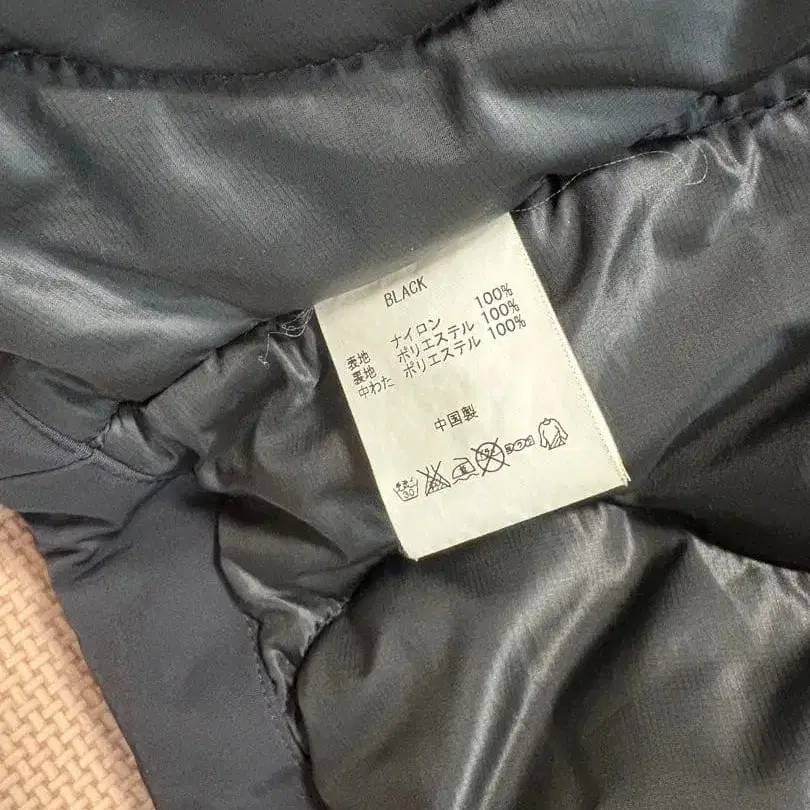 BLACK
表地 ナイロン 100%
裏地 ポリエステル 100%
中わた ポリエステル 100%
中国製
30